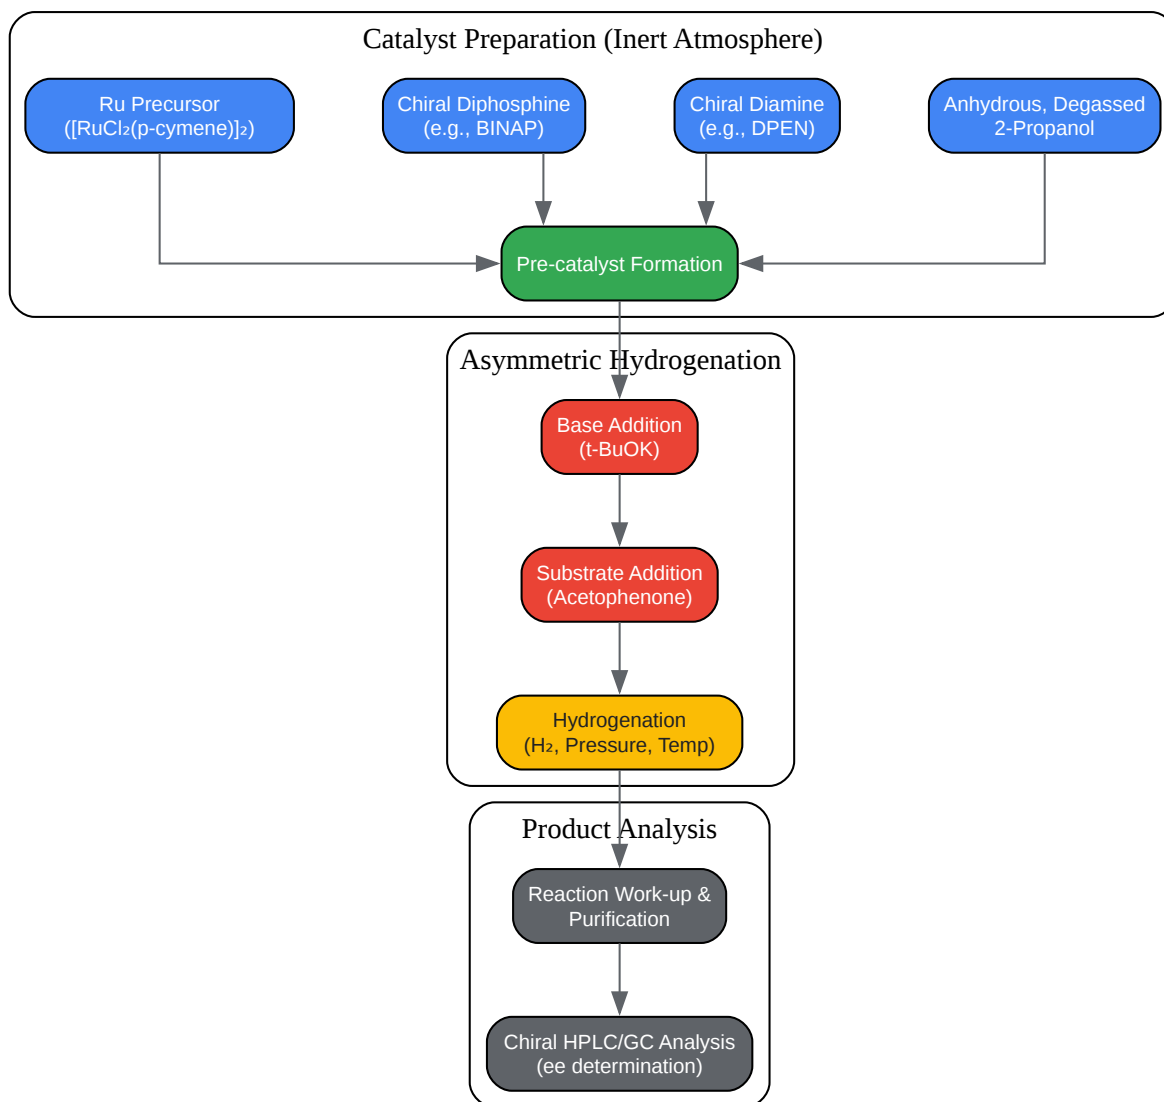 Catalyst Preparation (Inert Atmosphere)
Ru Precursor
([RuCl₂(p-cymene)]₂)
Chiral Diphosphine
(e.g., BINAP)
Chiral Diamine
(e.g., DPEN)
Anhydrous, Degassed
2-Propanol
Pre-catalyst Formation
Asymmetric Hydrogenation
Base Addition
(t-BuOK)
Substrate Addition
(Acetophenone)
Hydrogenation
(H₂, Pressure, Temp)
Product Analysis
Reaction Work-up &
Purification
Chiral HPLC/GC Analysis
(ee determination)